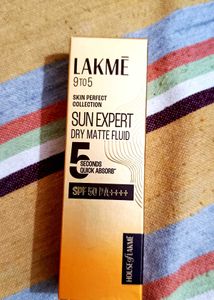 LAKMĒ
9TO5
SKIN PERFECT
COLLECTION
SUN EXPERT
DRY MATTE FLUID
5 SECONDS
QUICK ABSORB*
SPF 50 PA++++
HOUSE OF LAKMĒ